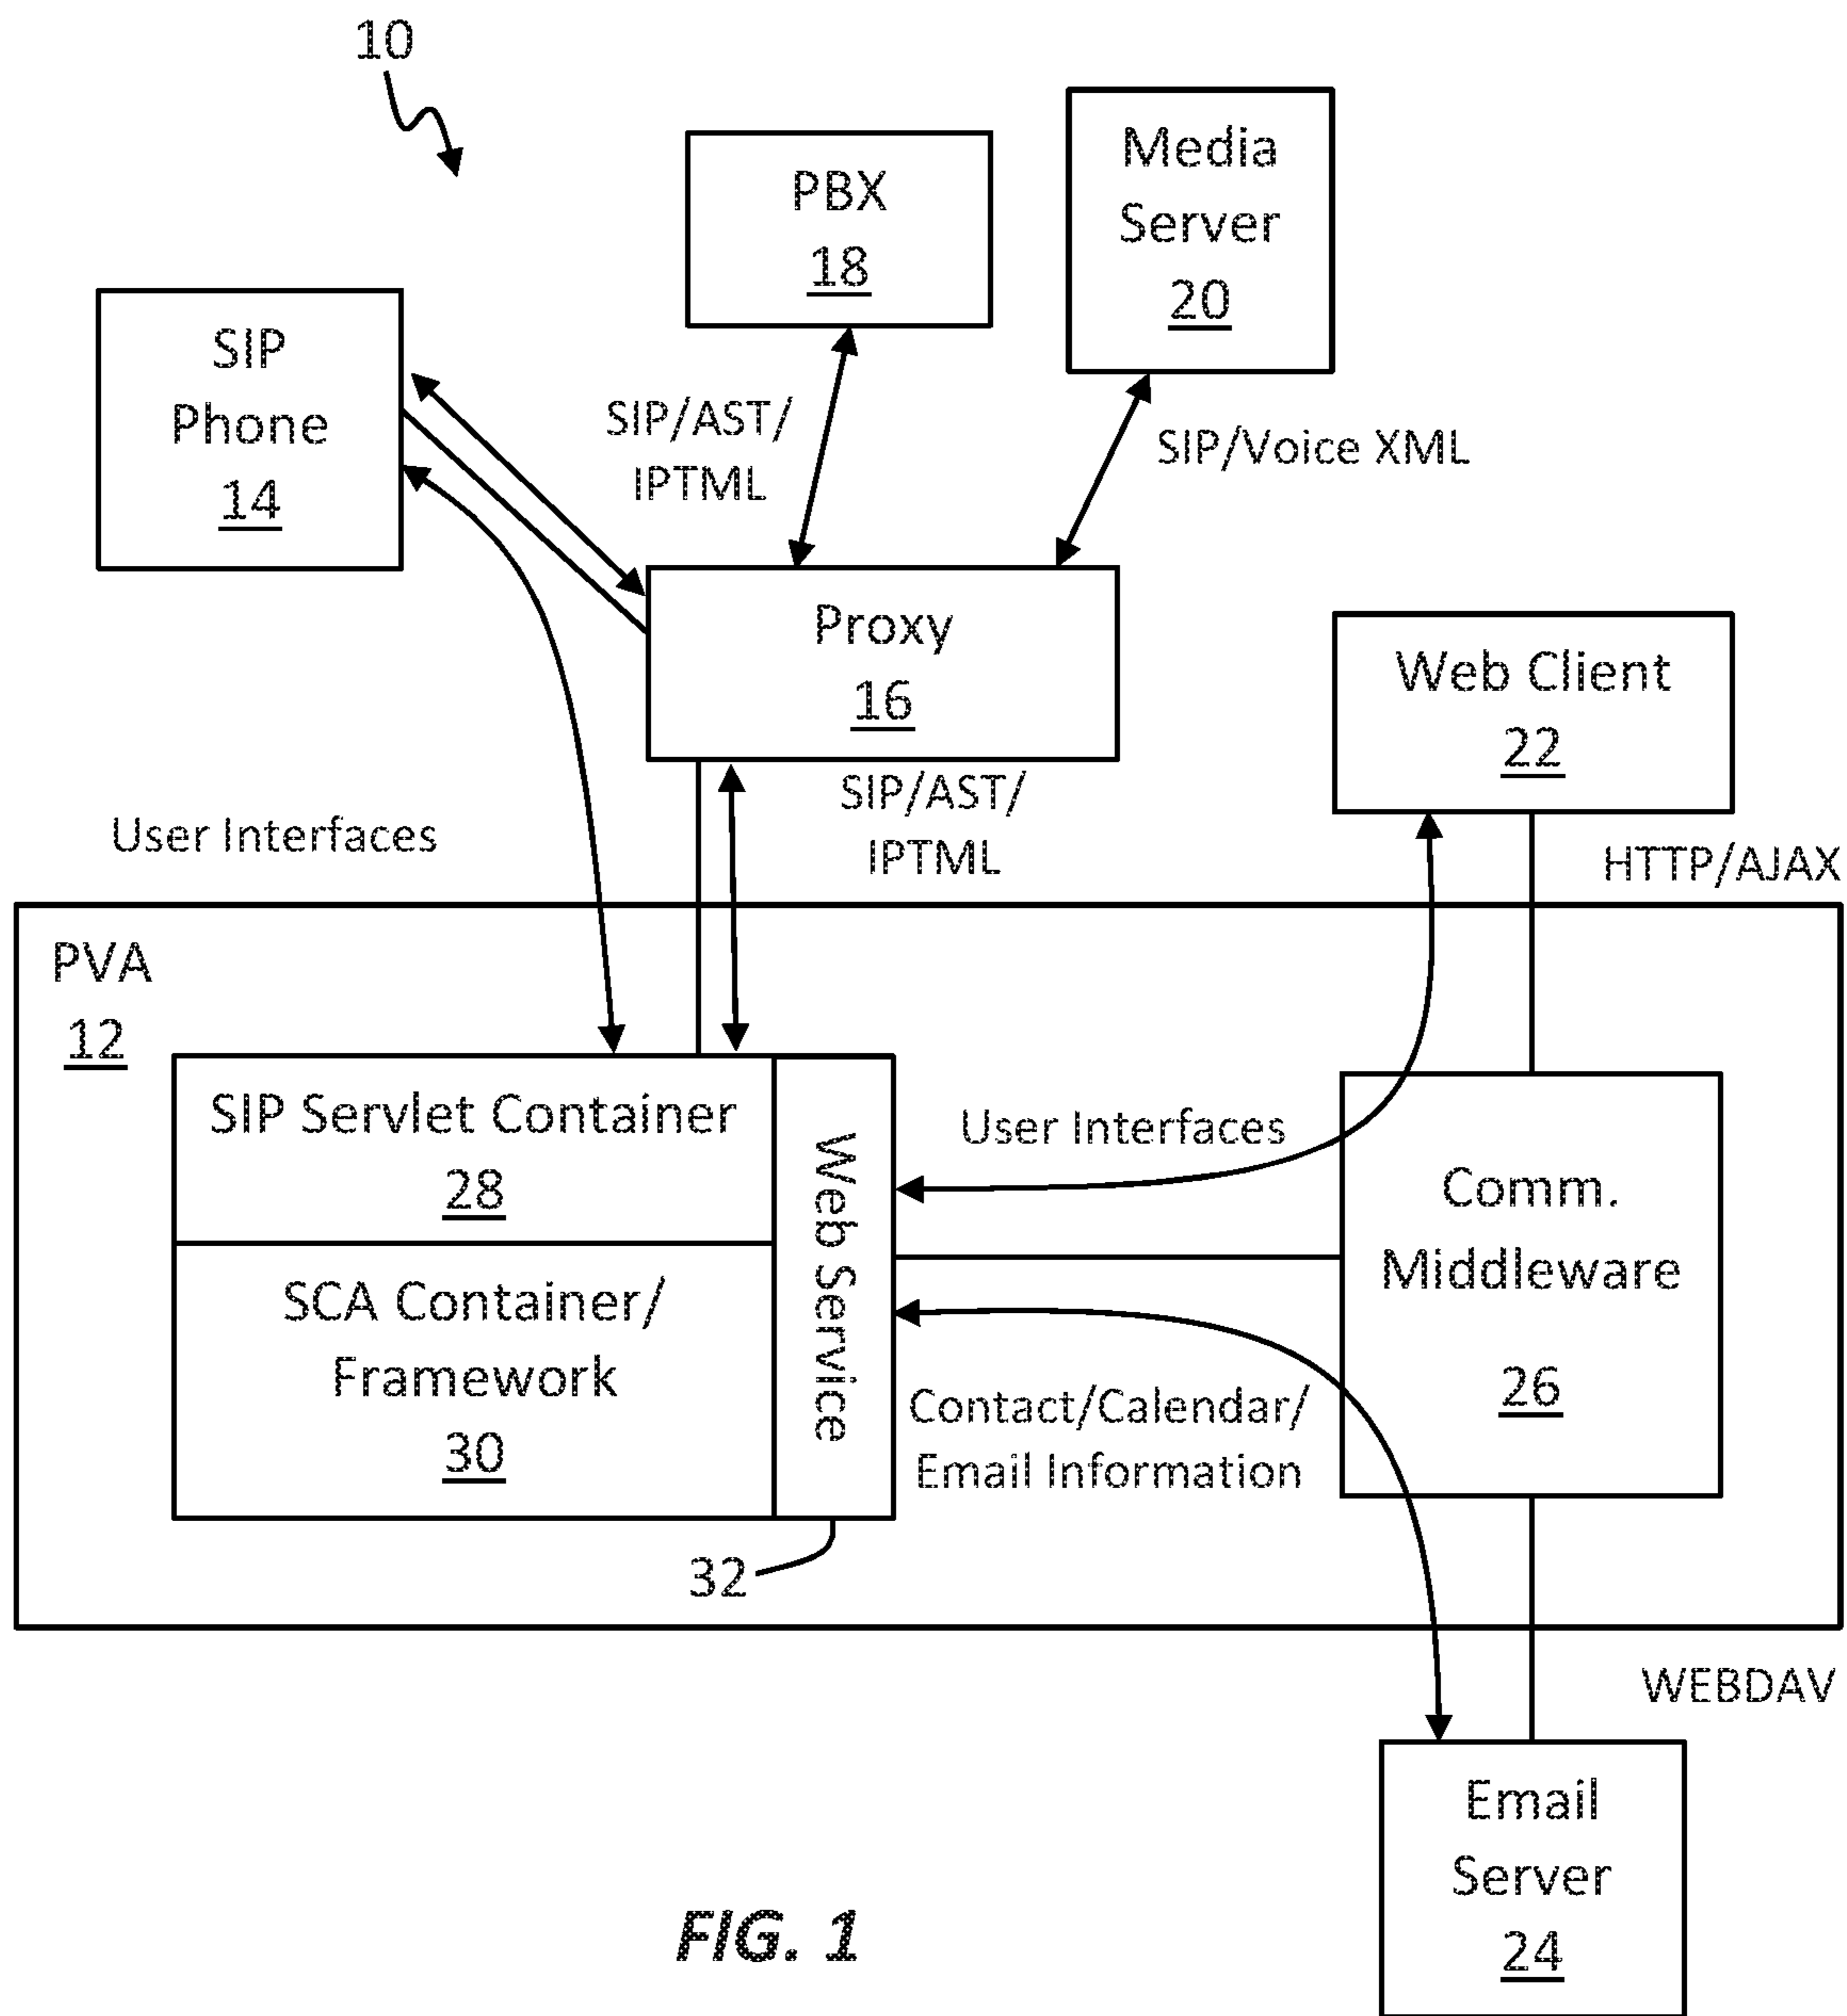 10
PBX
18
Media
Server
20
SIP
Phone
14
SIP/AST/
IPTML
SIP/Voice XML
Proxy
16
Web Client
22
SIP/AST/
IPTML
User Interfaces
HTTP/AJAX
PVA
12
SIP Servlet Container
28
SCA Container/
Framework
30
Web Service
32
User Interfaces
Comm.
Middleware
26
Contact/Calendar/
Email Information
WEBDAV
Email
Server
24
FIG. 1